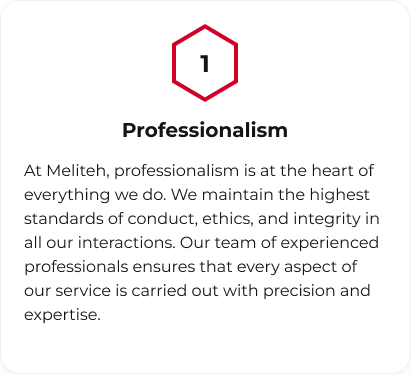 1
Professionalism
At Meliteh, professionalism is at the heart of
everything we do. We maintain the highest
standards of conduct, ethics, and integrity in
all our interactions. Our team of experienced
professionals ensures that every aspect of
our service is carried out with precision and
expertise.